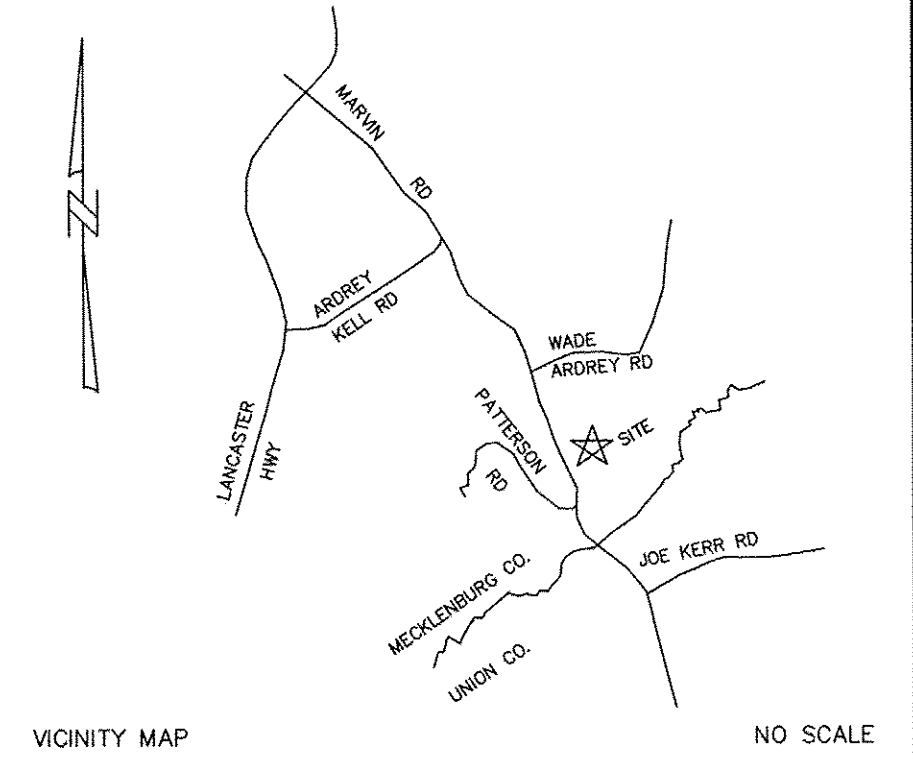 MARVIN
RD
N
ARDREY
KELL RD
WADE
ARDREY RD
PATTERSON
RD
SITE
LANCASTER
HWY
JOE KERR RD
MECKLENBURG CO.
UNION CO.
VICINITY MAP
NO SCALE